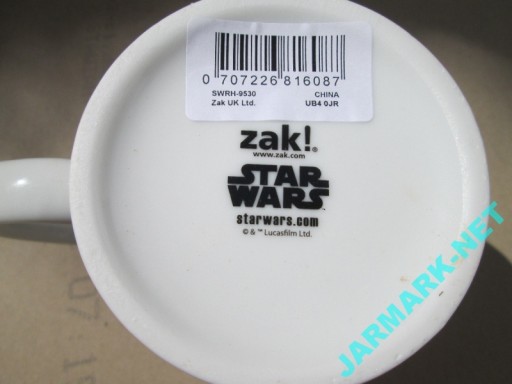 0 707226 816087
SWRH-9530 CHINA
Zak UK Ltd. UB4 0JR
zak!®
www.zak.com
STAR
WARS
starwars.com
© & ™ Lucasfilm Ltd.
JARMARK-NET